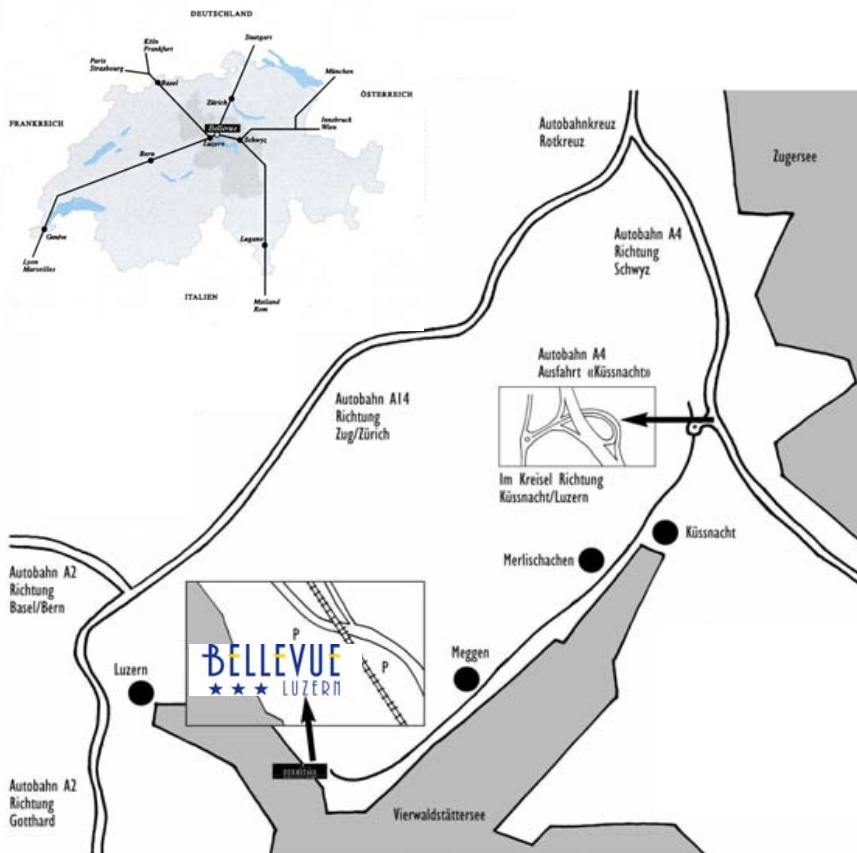 DEUTSCHLAND
Köln
Frankfurt
Stuttgart
Paris
Strasbourg
Basel
München
Zürich
ÖSTERREICH
FRANKREICH
Bellevue
Innsbruck
Wien
Luzern
Schwyz
Bern
Genève
Lugano
Lyon
Marseilles
ITALIEN
Mailand
Rom
Autobahnkreuz
Rotkreuz
Zugersee
Autobahn A4
Richtung
Schwyz
Autobahn A4
Ausfahrt «Küssnacht»
Autobahn A14
Richtung
Zug/Zürich
Im Kreisel Richtung
Küssnacht/Luzern
Küssnacht
Merlischachen
Autobahn A2
Richtung
Basel/Bern
P
BELLEVUE
P
★ ★ ★ LUZERN
Meggen
Luzern
Autobahn A2
Richtung
Gotthard
Vierwaldstättersee